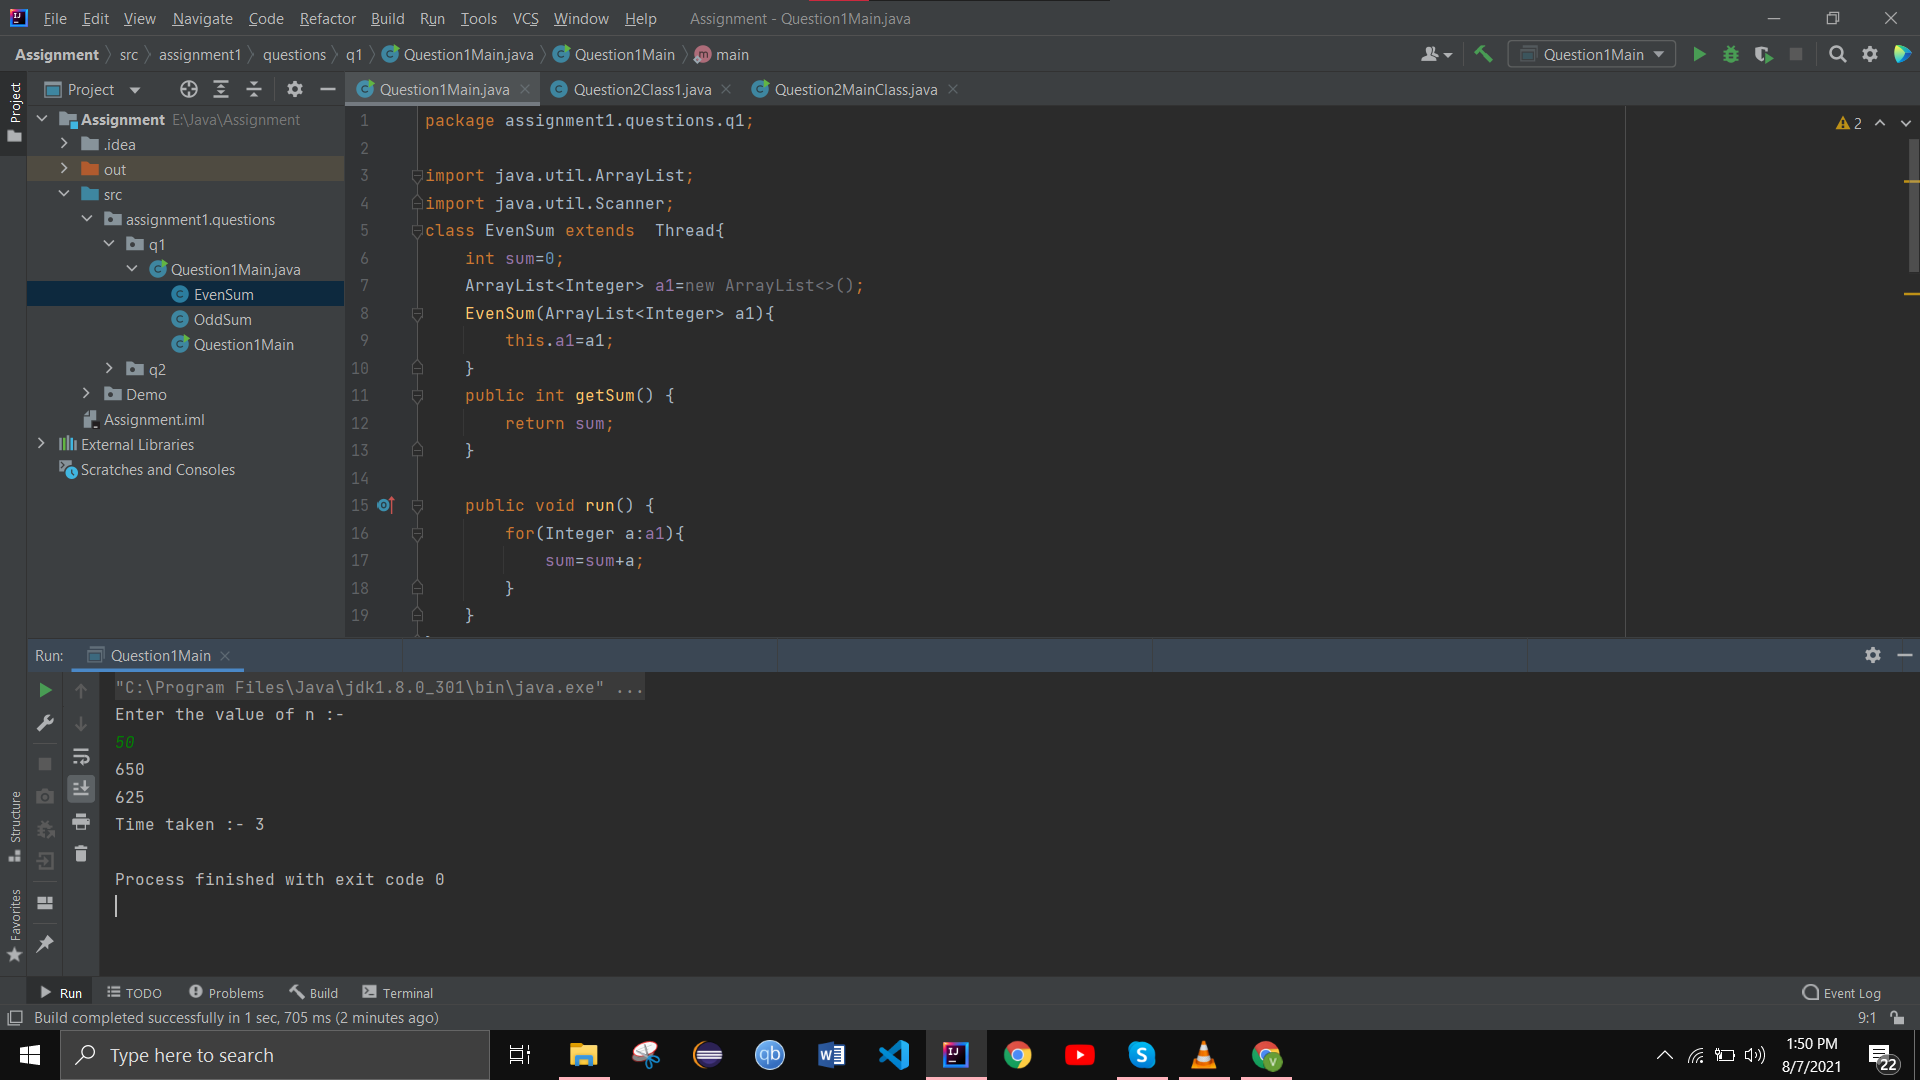 File Edit View Navigate Code Refactor Build Run Tools VCS Window Help Assignment - Question1Main.java
Assignment src assignment1 questions q1 Question1Main.java Question1Main main
Question1Main
Project
Question1Main.java Question2Class1.java Question2MainClass.java
Project
Assignment E:\Java\Assignment
.idea
out
src
assignment1.questions
q1
Question1Main.java
EvenSum
OddSum
Question1Main
q2
Demo
Assignment.iml
External Libraries
Scratches and Consoles
2
1 package assignment1.questions.q1;
2
3 import java.util.ArrayList;
4 import java.util.Scanner;
5 class EvenSum extends  Thread{
6     int sum=0;
7     ArrayList<Integer> a1=new ArrayList<>();
8     EvenSum(ArrayList<Integer> a1){
9         this.a1=a1;
10     }
11     public int getSum() {
12         return sum;
13     }
14
15     public void run() {
16         for(Integer a:a1){
17             sum=sum+a;
18         }
19     }
Run: Question1Main
"C:\Program Files\Java\jdk1.8.0_301\bin\java.exe" ...
Enter the value of n :-
50
650
625
Time taken :- 3
Process finished with exit code 0
Structure
Favorites
Run TODO Problems Build Terminal Event Log
Build completed successfully in 1 sec, 705 ms (2 minutes ago) 9:1
Type here to search
qb
W
IJ
S
V
1:50 PM
8/7/2021
22